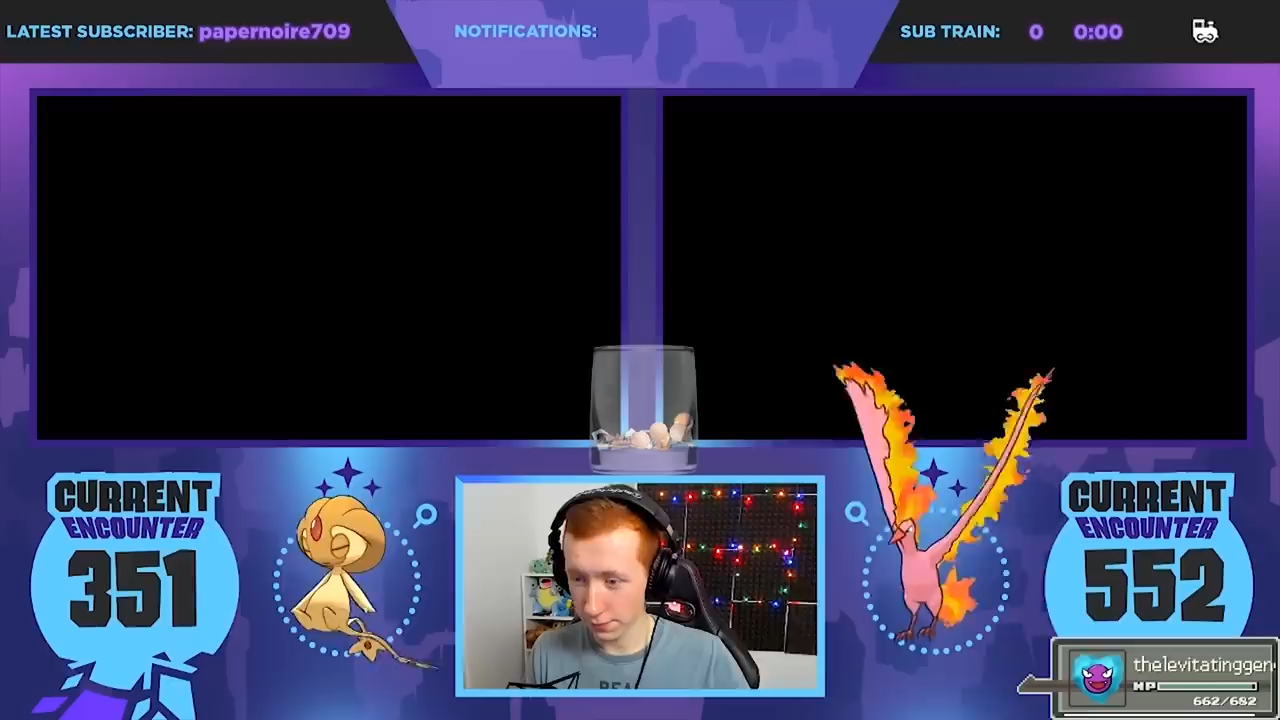 LATEST SUBSCRIBER: papernoire709
NOTIFICATIONS:
SUB TRAIN: 0 0:00
CURRENT
ENCOUNTER
351
CURRENT
ENCOUNTER
552
thelevitatinggen
HP
662/682